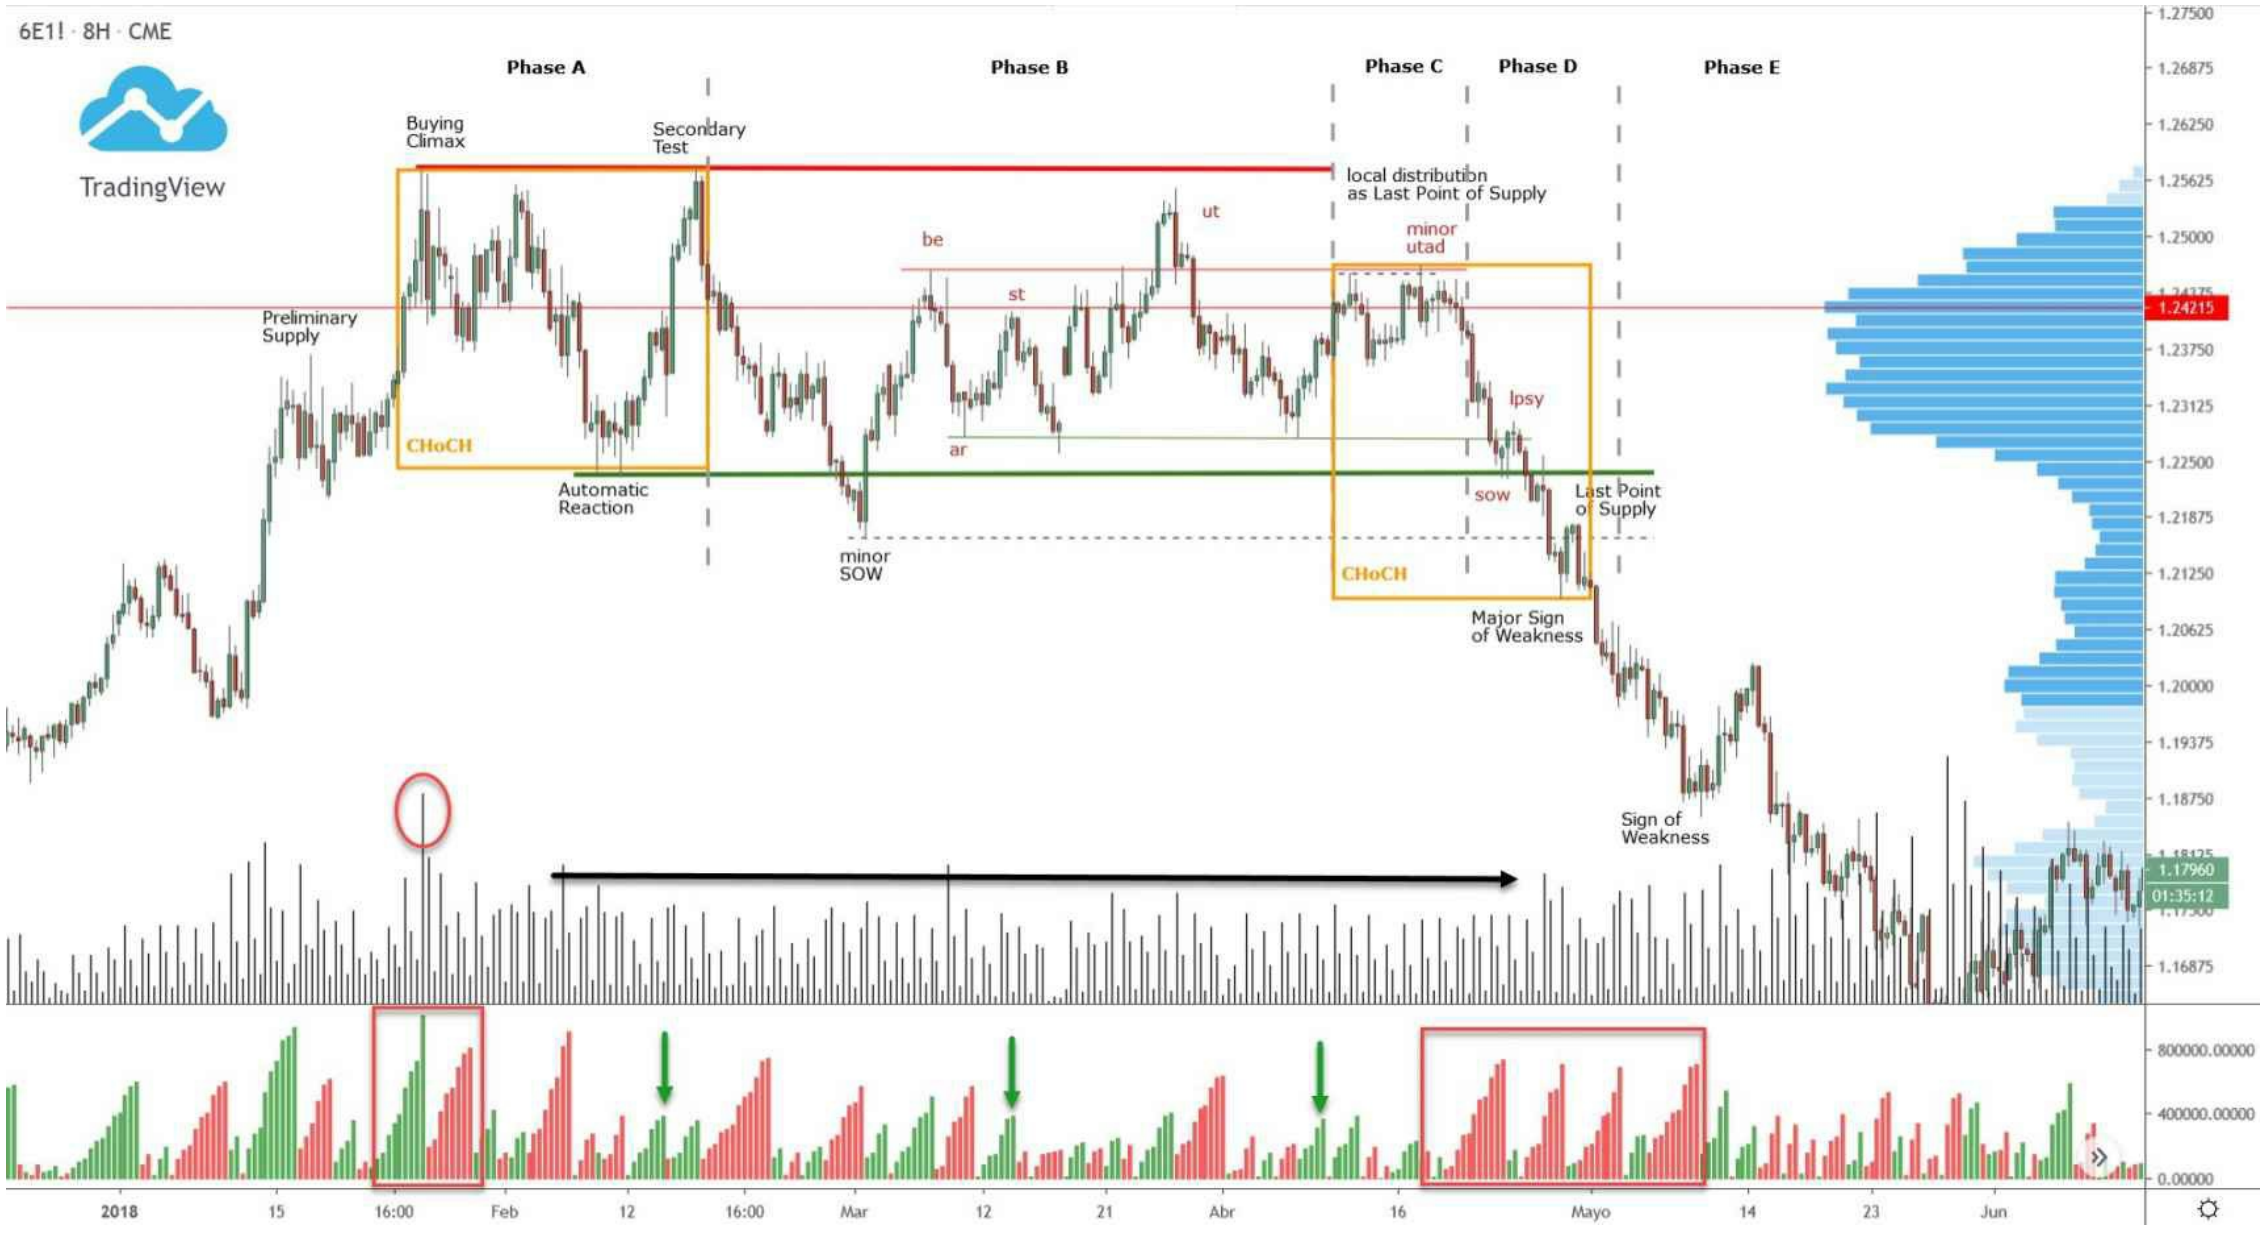 6E1! · 8H · CME
TradingView
Phase A
Phase B
Phase C
Phase D
Phase E
Buying
Climax
Secondary
Test
local distribution
as Last Point of Supply
be
ut
minor
utad
st
Preliminary
Supply
lpsy
CHoCH
ar
Automatic
Reaction
sow
Last Point
of Supply
minor
SOW
CHoCH
Major Sign
of Weakness
Sign of
Weakness
1.27500
1.26875
1.26250
1.25625
1.25000
1.24375
1.24215
1.23750
1.23125
1.22500
1.21875
1.21250
1.20625
1.20000
1.19375
1.18750
1.18125
1.17960
01:35:12
1.17500
1.16875
800000.00000
400000.00000
0.00000
2018
15
16:00
Feb
12
16:00
Mar
12
21
Abr
16
Mayo
14
23
Jun